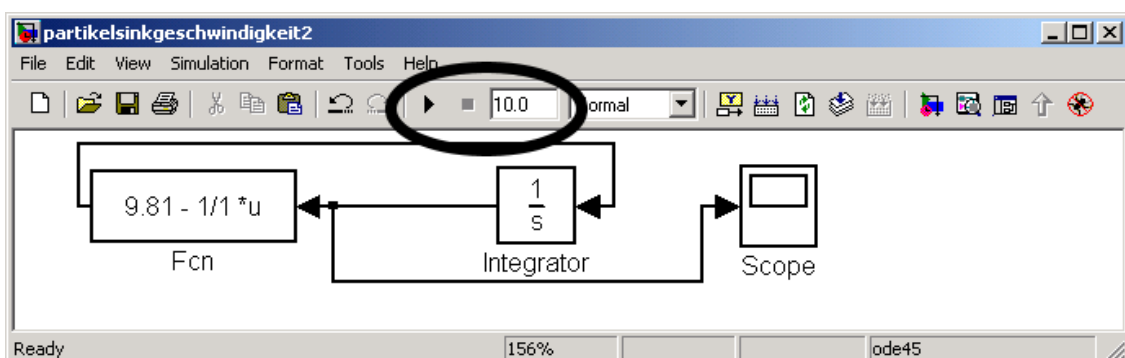 partikelsinkgeschwindigkeit2
File Edit View Simulation Format Tools Help
10.0 Normal
9.81 - 1/1 *u
1
s
Fcn
Integrator
Scope
Ready 156% ode45